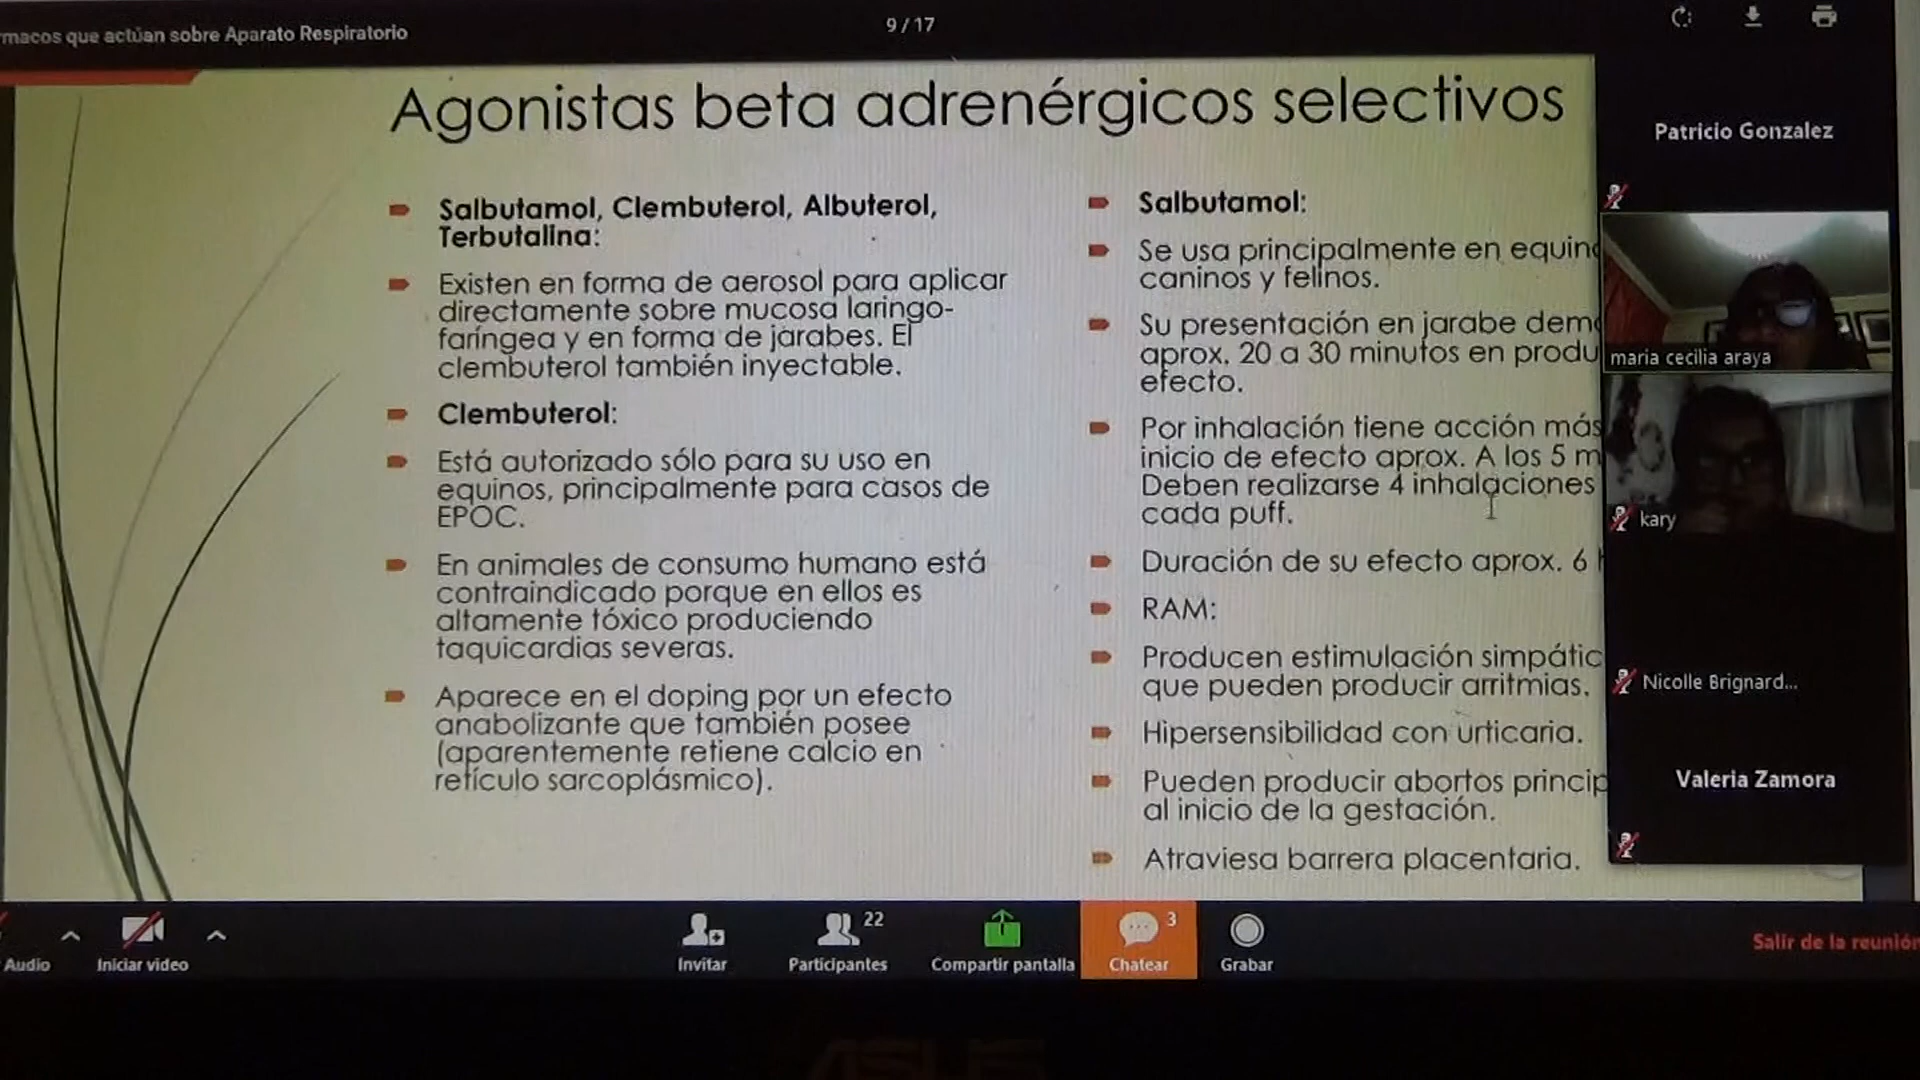 rmacos que actúan sobre Aparato Respiratorio
9 / 17
Agonistas beta adrenérgicos selectivos
Salbutamol, Clembuterol, Albuterol,
Terbutalina:
Existen en forma de aerosol para aplicar
directamente sobre mucosa laringo-
faríngea y en forma de jarabes. El
clembuterol también inyectable.
Clembuterol:
Está autorizado sólo para su uso en
equinos, principalmente para casos de
EPOC.
En animales de consumo humano está
contraindicado porque en ellos es
altamente tóxico produciendo
taquicardias severas.
Aparece en el doping por un efecto
anabolizante que también posee
(aparentemente retiene calcio en
retículo sarcoplásmico).
Salbutamol:
Se usa principalmente en equino
caninos y felinos.
Su presentación en jarabe demo
aprox. 20 a 30 minutos en produ
efecto.
Por inhalación tiene acción más
inicio de efecto aprox. A los 5 m
Deben realizarse 4 inhalaciones
cada puff.
Duración de su efecto aprox. 6 h
RAM:
Producen estimulación simpátic
que pueden producir arritmias.
Hipersensibilidad con urticaria.
Pueden producir abortos princip
al inicio de la gestación.
Atraviesa barrera placentaria.
Patricio Gonzalez
maria cecilia araya
kary
Nicolle Brignard...
Valeria Zamora
Audio
Iniciar video
Invitar
22
Participantes
Compartir pantalla
3
Chatear
Grabar
Salir de la reunión
ASUS